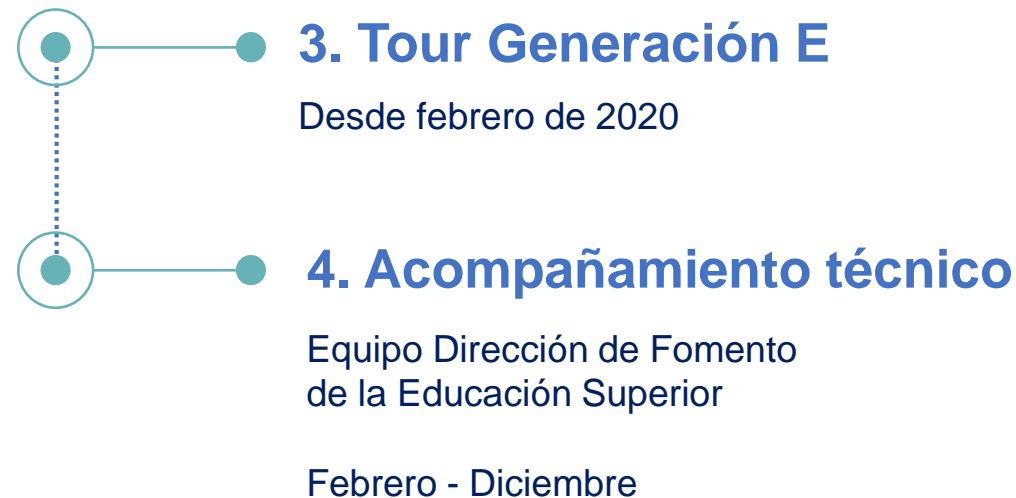 3. Tour Generación E
Desde febrero de 2020
4. Acompañamiento técnico
Equipo Dirección de Fomento
de la Educación Superior
Febrero - Diciembre